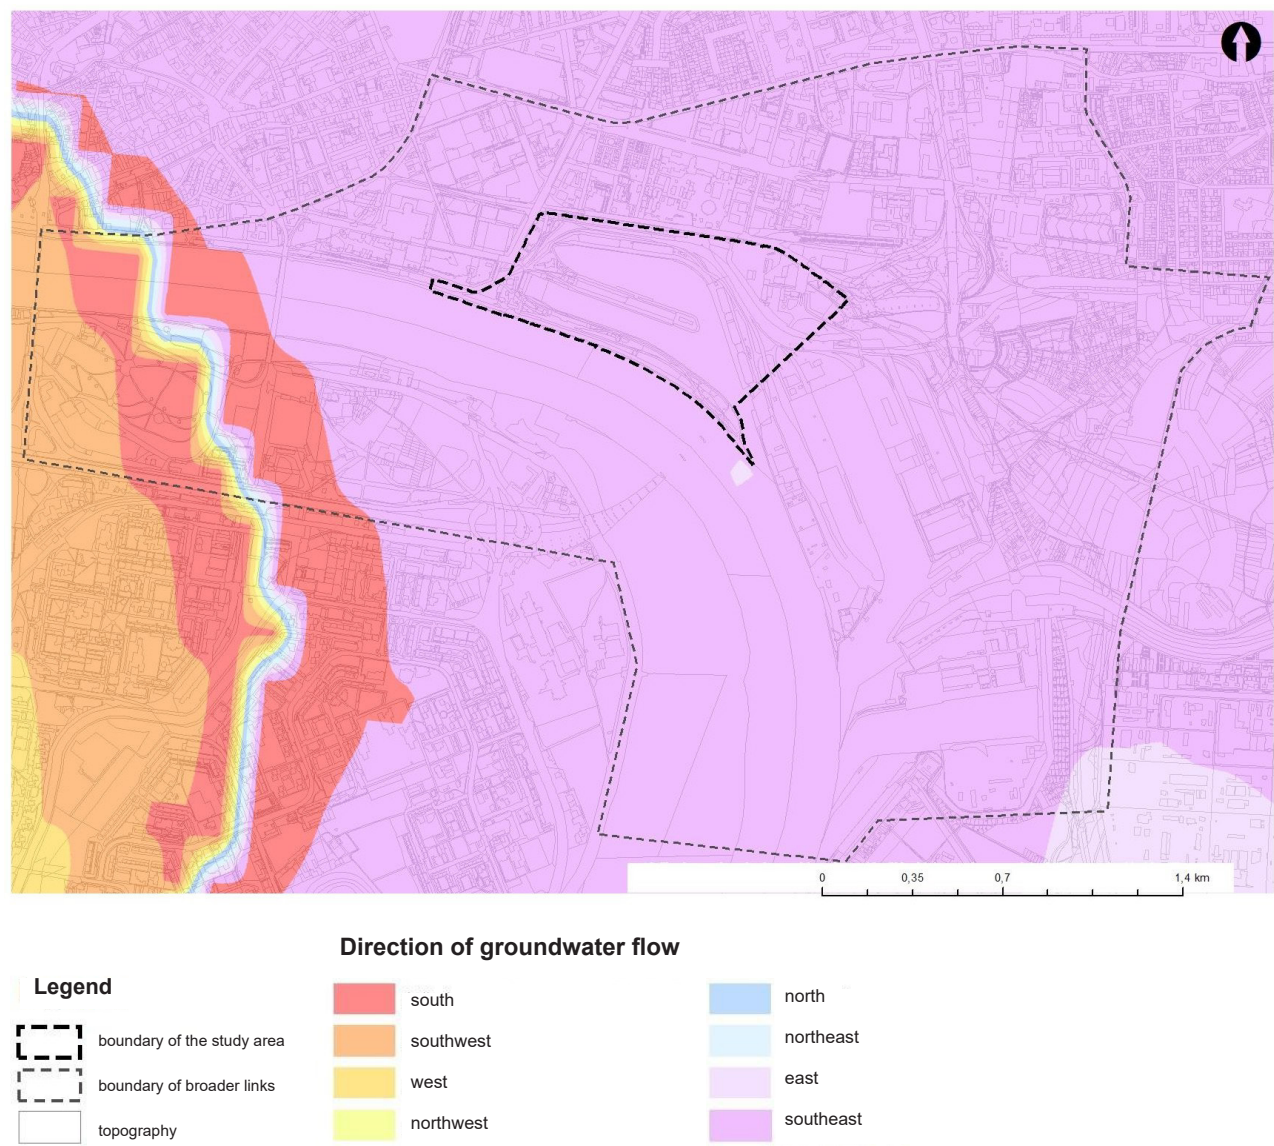 0 0,35 0,7 1,4 km
Direction of groundwater flow
Legend
boundary of the study area
boundary of broader links
topography
south
southwest
west
northwest
north
northeast
east
southeast